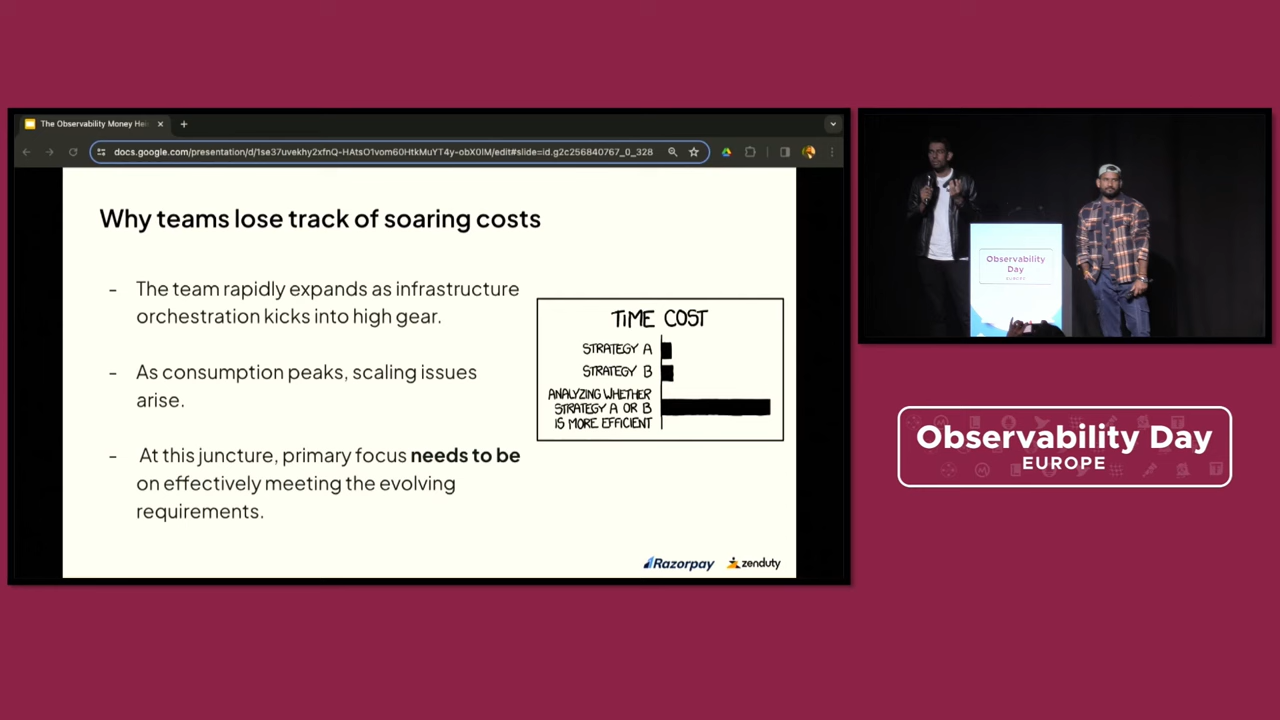 The Observability Money Hei
docs.google.com/presentation/d/1se37uvekhy2xfnQ-HAtsO1vom60HtkMuYT4y-obX0lM/edit#slide=id.g2c256840767_0_328
Why teams lose track of soaring costs
- The team rapidly expands as infrastructure
orchestration kicks into high gear.
- As consumption peaks, scaling issues
arise.
- At this juncture, primary focus needs to be
on effectively meeting the evolving
requirements.
TIME COST
STRATEGY A
STRATEGY B
ANALYZING WHETHER
STRATEGY A OR B
IS MORE EFFICIENT
Razorpay
zenduty
Observability
Day
EUROPE
Observability Day
EUROPE